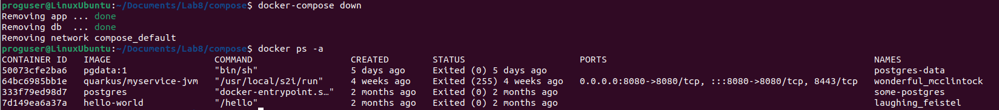 proguser@LinuxUbuntu:~/Documents/Lab8/compose$ docker-compose down
Removing app ... done
Removing db  ... done
Removing network compose_default
proguser@LinuxUbuntu:~/Documents/Lab8/compose$ docker ps -a
CONTAINER ID   IMAGE                   COMMAND                  CREATED        STATUS                     PORTS                                                 NAMES
50073cfe2ba6   pgdata:1                "bin/sh"                 5 days ago     Exited (0) 5 days ago                                                            postgres-data
64bc6985bb1e   quarkus/myservice-jvm   "/usr/local/s2i/run"     4 weeks ago    Exited (255) 4 weeks ago   0.0.0.0:8080->8080/tcp, :::8080->8080/tcp, 8443/tcp   wonderful_mcclintock
333f79ed98d7   postgres                "docker-entrypoint.s…"   2 months ago   Exited (0) 2 months ago                                                          some-postgres
7d149ea6a37a   hello-world             "/hello"                 2 months ago   Exited (0) 2 months ago                                                          laughing_feistel